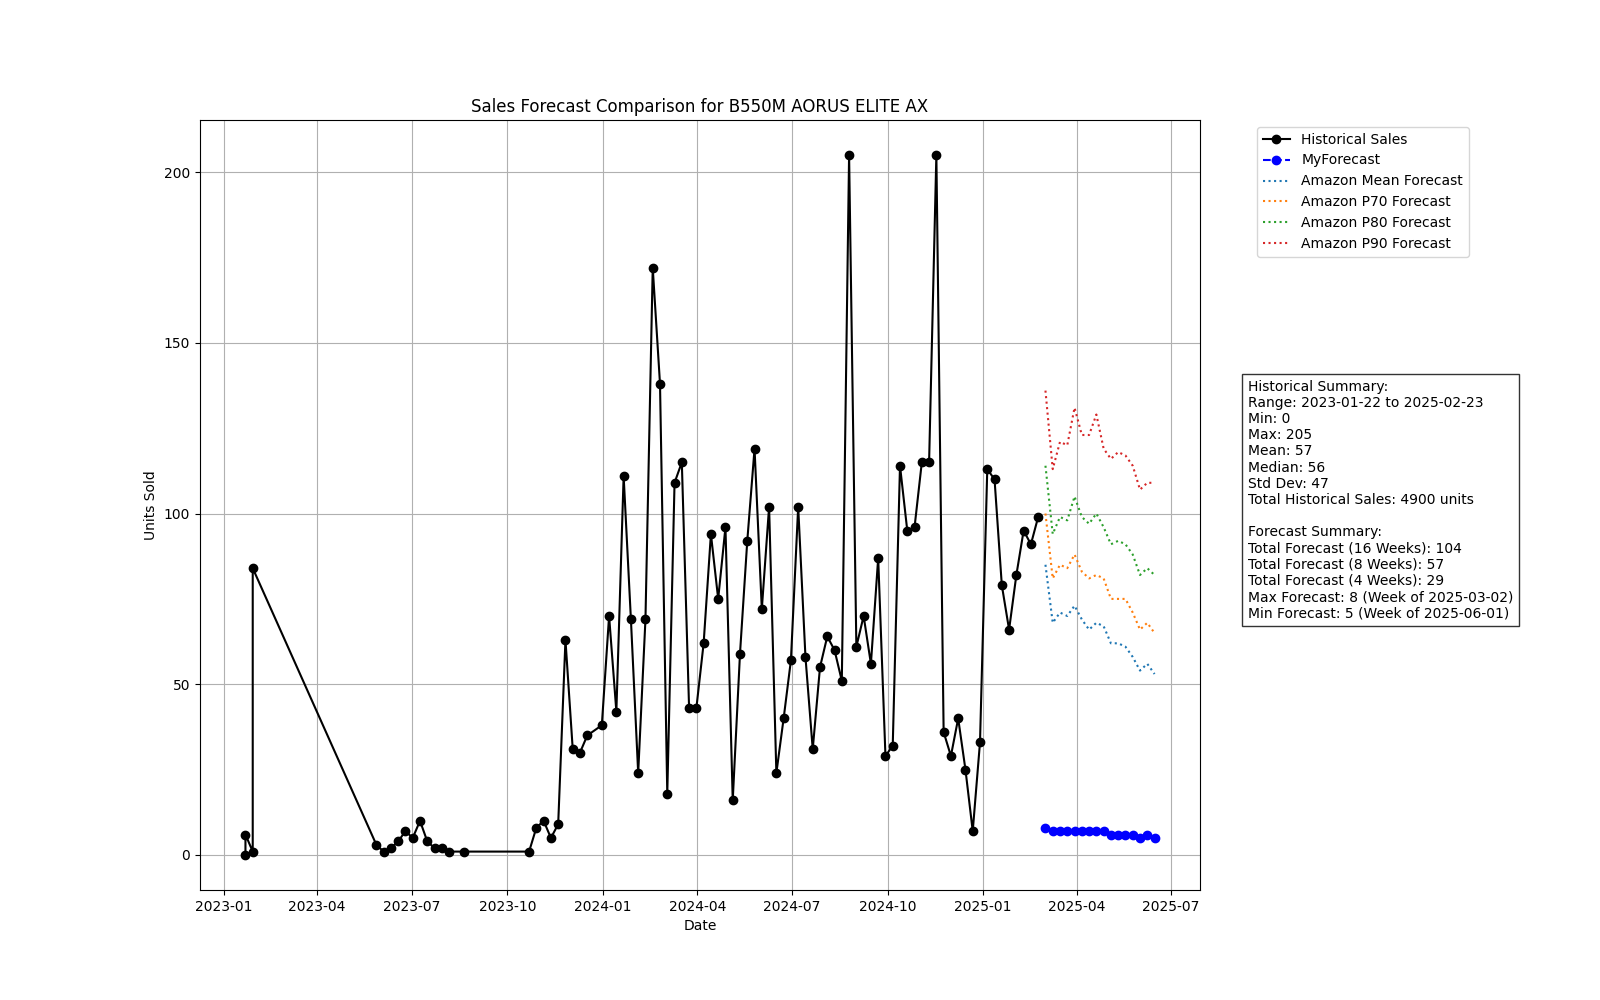 Sales Forecast Comparison for B550M AORUS ELITE AX
Units Sold
200
150
100
50
0
2023-01
2023-04
2023-07
2023-10
2024-01
2024-04
2024-07
2024-10
2025-01
2025-04
2025-07
Date
Historical Sales
MyForecast
Amazon Mean Forecast
Amazon P70 Forecast
Amazon P80 Forecast
Amazon P90 Forecast
Historical Summary:
Range: 2023-01-22 to 2025-02-23
Min: 0
Max: 205
Mean: 57
Median: 56
Std Dev: 47
Total Historical Sales: 4900 units
Forecast Summary:
Total Forecast (16 Weeks): 104
Total Forecast (8 Weeks): 57
Total Forecast (4 Weeks): 29
Max Forecast: 8 (Week of 2025-03-02)
Min Forecast: 5 (Week of 2025-06-01)